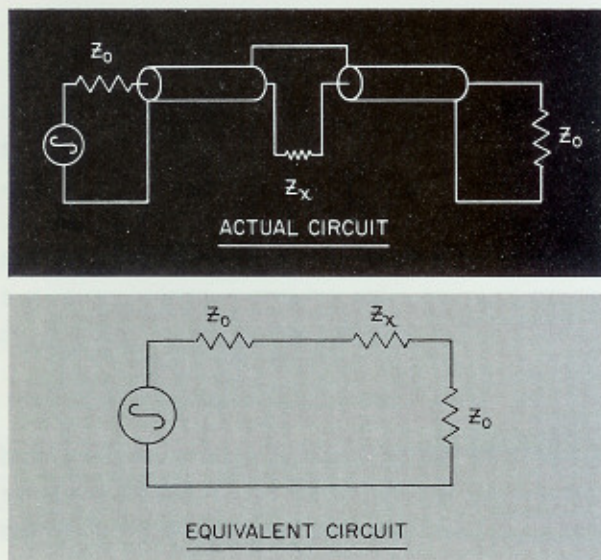 Z₀
Z₀
Zₓ
ACTUAL CIRCUIT
Z₀ Zₓ
Z₀
EQUIVALENT CIRCUIT